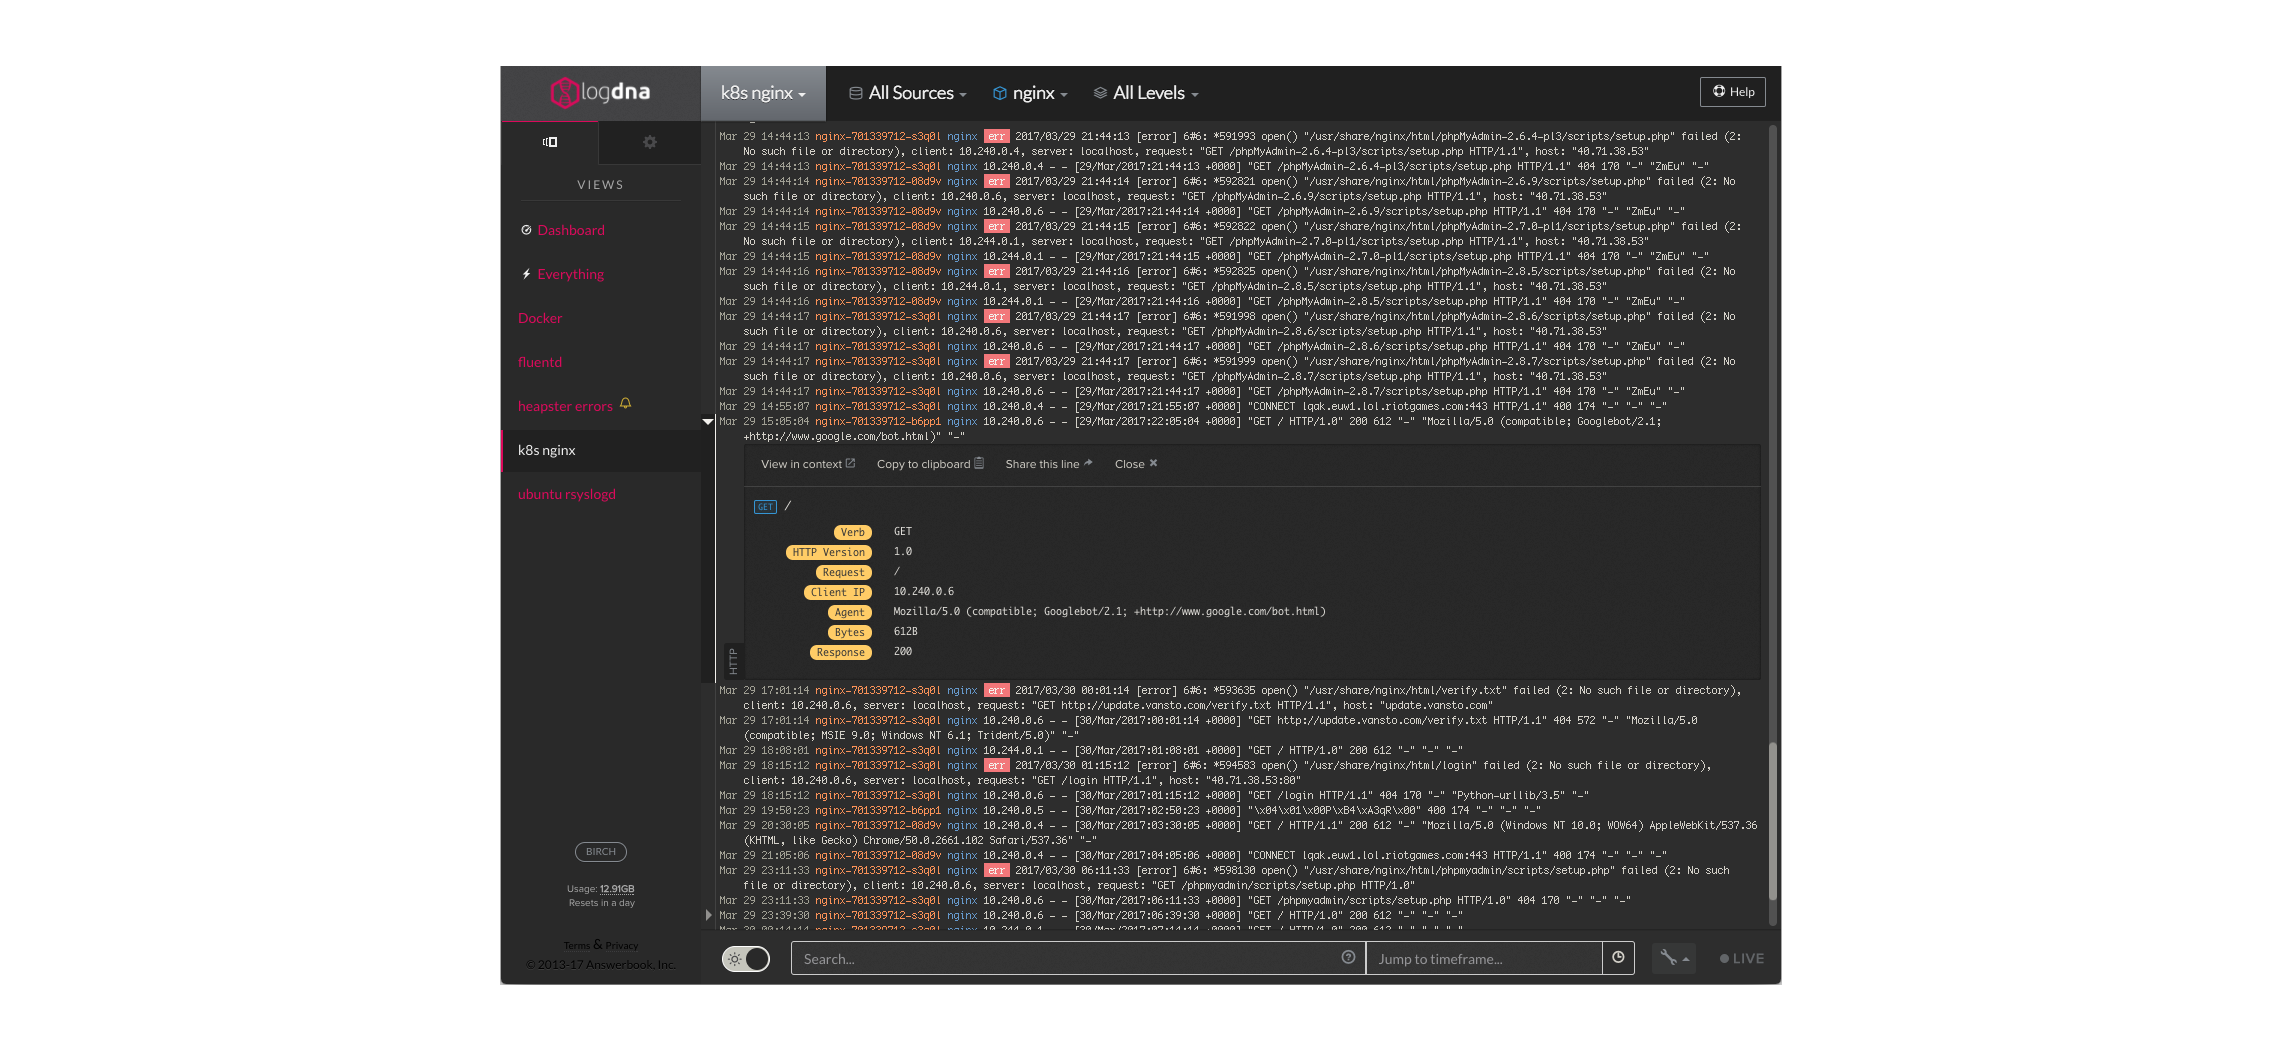 logdna
k8s nginx
All Sources
nginx
All Levels
Help
VIEWS
Dashboard
Everything
Docker
fluentd
heapster errors
k8s nginx
ubuntu rsyslogd
BIRCH
Usage: 12.91GB
Resets in a day
Terms & Privacy
© 2013-17 Answerbook, Inc.
Mar 29 14:44:13 nginx-701339712-s3q0l nginx err 2017/03/29 21:44:13 [error] 6#6: *591993 open() "/usr/share/nginx/html/phpMyAdmin-2.6.4-pl3/scripts/setup.php" failed (2:
No such file or directory), client: 10.240.0.4, server: localhost, request: "GET /phpMyAdmin-2.6.4-pl3/scripts/setup.php HTTP/1.1", host: "40.71.38.53"
Mar 29 14:44:13 nginx-701339712-s3q0l nginx 10.240.0.4 - - [29/Mar/2017:21:44:13 +0000] "GET /phpMyAdmin-2.6.4-pl3/scripts/setup.php HTTP/1.1" 404 170 "-" "ZmEu" "-"
Mar 29 14:44:14 nginx-701339712-08d9v nginx err 2017/03/29 21:44:14 [error] 6#6: *592821 open() "/usr/share/nginx/html/phpMyAdmin-2.6.9/scripts/setup.php" failed (2: No
such file or directory), client: 10.240.0.6, server: localhost, request: "GET /phpMyAdmin-2.6.9/scripts/setup.php HTTP/1.1", host: "40.71.38.53"
Mar 29 14:44:14 nginx-701339712-08d9v nginx 10.240.0.6 - - [29/Mar/2017:21:44:14 +0000] "GET /phpMyAdmin-2.6.9/scripts/setup.php HTTP/1.1" 404 170 "-" "ZmEu" "-"
Mar 29 14:44:15 nginx-701339712-08d9v nginx err 2017/03/29 21:44:15 [error] 6#6: *592822 open() "/usr/share/nginx/html/phpMyAdmin-2.7.0-pl1/scripts/setup.php" failed (2:
No such file or directory), client: 10.244.0.1, server: localhost, request: "GET /phpMyAdmin-2.7.0-pl1/scripts/setup.php HTTP/1.1", host: "40.71.38.53"
Mar 29 14:44:15 nginx-701339712-08d9v nginx 10.244.0.1 - - [29/Mar/2017:21:44:15 +0000] "GET /phpMyAdmin-2.7.0-pl1/scripts/setup.php HTTP/1.1" 404 170 "-" "ZmEu" "-"
Mar 29 14:44:16 nginx-701339712-08d9v nginx err 2017/03/29 21:44:16 [error] 6#6: *592825 open() "/usr/share/nginx/html/phpMyAdmin-2.8.5/scripts/setup.php" failed (2: No
such file or directory), client: 10.244.0.1, server: localhost, request: "GET /phpMyAdmin-2.8.5/scripts/setup.php HTTP/1.1", host: "40.71.38.53"
Mar 29 14:44:16 nginx-701339712-08d9v nginx 10.244.0.1 - - [29/Mar/2017:21:44:16 +0000] "GET /phpMyAdmin-2.8.5/scripts/setup.php HTTP/1.1" 404 170 "-" "ZmEu" "-"
Mar 29 14:44:17 nginx-701339712-s3q0l nginx err 2017/03/29 21:44:17 [error] 6#6: *591998 open() "/usr/share/nginx/html/phpMyAdmin-2.8.6/scripts/setup.php" failed (2: No
such file or directory), client: 10.240.0.6, server: localhost, request: "GET /phpMyAdmin-2.8.6/scripts/setup.php HTTP/1.1", host: "40.71.38.53"
Mar 29 14:44:17 nginx-701339712-s3q0l nginx 10.240.0.6 - - [29/Mar/2017:21:44:17 +0000] "GET /phpMyAdmin-2.8.6/scripts/setup.php HTTP/1.1" 404 170 "-" "ZmEu" "-"
Mar 29 14:44:17 nginx-701339712-s3q0l nginx err 2017/03/29 21:44:17 [error] 6#6: *591999 open() "/usr/share/nginx/html/phpMyAdmin-2.8.7/scripts/setup.php" failed (2: No
such file or directory), client: 10.240.0.6, server: localhost, request: "GET /phpMyAdmin-2.8.7/scripts/setup.php HTTP/1.1", host: "40.71.38.53"
Mar 29 14:44:17 nginx-701339712-s3q0l nginx 10.240.0.6 - - [29/Mar/2017:21:44:17 +0000] "GET /phpMyAdmin-2.8.7/scripts/setup.php HTTP/1.1" 404 170 "-" "ZmEu" "-"
Mar 29 14:55:07 nginx-701339712-s3q0l nginx 10.240.0.4 - - [29/Mar/2017:21:55:07 +0000] "CONNECT lqak.euw1.lol.riotgames.com:443 HTTP/1.1" 400 174 "-" "-" "-"
Mar 29 15:05:04 nginx-701339712-b6pp1 nginx 10.240.0.6 - - [29/Mar/2017:22:05:04 +0000] "GET / HTTP/1.0" 200 612 "-" "Mozilla/5.0 (compatible; Googlebot/2.1;
+http://www.google.com/bot.html)" "-"
View in context
Copy to clipboard
Share this line
Close
GET /
Verb GET
HTTP Version 1.0
Request /
Client IP 10.240.0.6
Agent Mozilla/5.0 (compatible; Googlebot/2.1; +http://www.google.com/bot.html)
Bytes 612B
Response 200
HTTP
Mar 29 17:01:14 nginx-701339712-s3q0l nginx err 2017/03/30 00:01:14 [error] 6#6: *593635 open() "/usr/share/nginx/html/verify.txt" failed (2: No such file or directory),
client: 10.240.0.6, server: localhost, request: "GET http://update.vansto.com/verify.txt HTTP/1.1", host: "update.vansto.com"
Mar 29 17:01:14 nginx-701339712-s3q0l nginx 10.240.0.6 - - [30/Mar/2017:00:01:14 +0000] "GET http://update.vansto.com/verify.txt HTTP/1.1" 404 572 "-" "Mozilla/5.0
(compatible; MSIE 9.0; Windows NT 6.1; Trident/5.0)" "-"
Mar 29 18:08:01 nginx-701339712-s3q0l nginx 10.244.0.1 - - [30/Mar/2017:01:08:01 +0000] "GET / HTTP/1.0" 200 612 "-" "-" "-"
Mar 29 18:15:12 nginx-701339712-s3q0l nginx err 2017/03/30 01:15:12 [error] 6#6: *594583 open() "/usr/share/nginx/html/login" failed (2: No such file or directory),
client: 10.240.0.6, server: localhost, request: "GET /login HTTP/1.1", host: "40.71.38.53:80"
Mar 29 18:15:12 nginx-701339712-s3q0l nginx 10.240.0.6 - - [30/Mar/2017:01:15:12 +0000] "GET /login HTTP/1.1" 404 170 "-" "Python-urllib/3.5" "-"
Mar 29 19:50:23 nginx-701339712-b6pp1 nginx 10.240.0.5 - - [30/Mar/2017:02:50:23 +0000] "\x04\x01\x00P\xB4\xA3qR\x00" 400 174 "-" "-" "-"
Mar 29 20:30:05 nginx-701339712-08d9v nginx 10.240.0.4 - - [30/Mar/2017:03:30:05 +0000] "GET / HTTP/1.1" 200 612 "-" "Mozilla/5.0 (Windows NT 10.0; WOW64) AppleWebKit/537.36
(KHTML, like Gecko) Chrome/50.0.2661.102 Safari/537.36" "-"
Mar 29 21:05:06 nginx-701339712-08d9v nginx 10.240.0.4 - - [30/Mar/2017:04:05:06 +0000] "CONNECT lqak.euw1.lol.riotgames.com:443 HTTP/1.1" 400 174 "-" "-" "-"
Mar 29 23:11:33 nginx-701339712-s3q0l nginx err 2017/03/30 06:11:33 [error] 6#6: *598130 open() "/usr/share/nginx/html/phpmyadmin/scripts/setup.php" failed (2: No such
file or directory), client: 10.240.0.6, server: localhost, request: "GET /phpmyadmin/scripts/setup.php HTTP/1.0"
Mar 29 23:11:33 nginx-701339712-s3q0l nginx 10.240.0.6 - - [30/Mar/2017:06:11:33 +0000] "GET /phpmyadmin/scripts/setup.php HTTP/1.0" 404 170 "-" "-" "-"
Mar 29 23:39:30 nginx-701339712-s3q0l nginx 10.240.0.6 - - [30/Mar/2017:06:39:30 +0000] "GET / HTTP/1.0" 200 612 "-" "-" "-"
Search...
Jump to timeframe...
LIVE